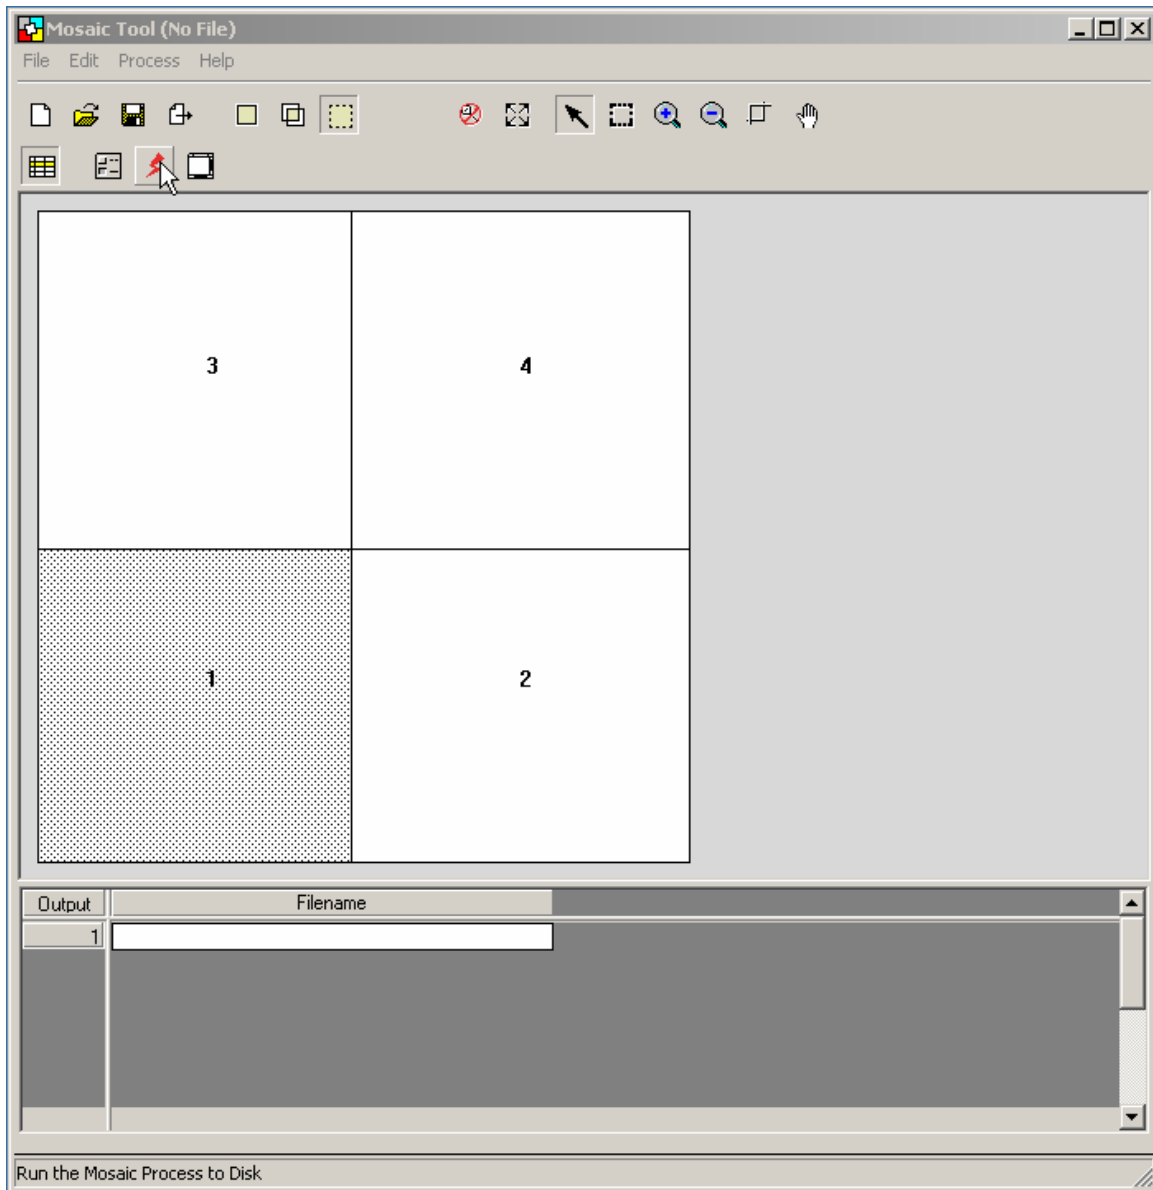 Mosaic Tool (No File)
File Edit Process Help
3 4
1 2
Output Filename
1
Run the Mosaic Process to Disk